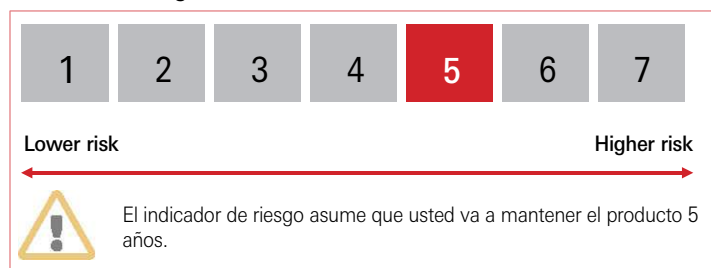 1 2 3 4 5 6 7
Lower risk Higher risk
El indicador de riesgo asume que usted va a mantener el producto 5
años.